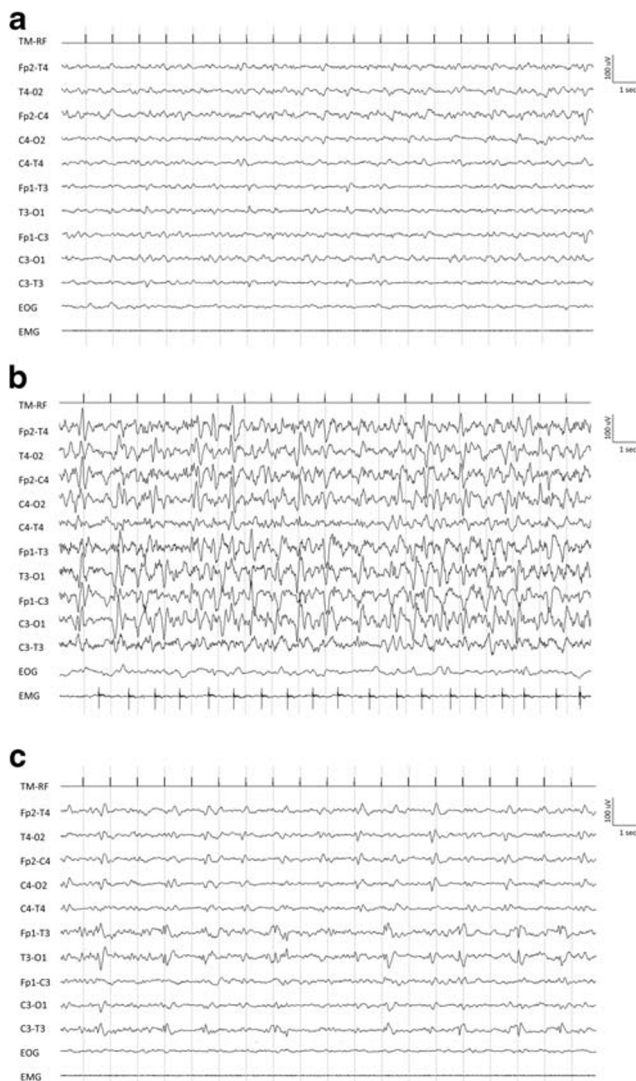 a
TM-RF
Fp2-T4
T4-02
Fp2-C4
C4-O2
C4-T4
Fp1-T3
T3-O1
Fp1-C3
C3-O1
C3-T3
EOG
EMG
100 uV
1 sec
b
TM-RF
Fp2-T4
T4-02
Fp2-C4
C4-O2
C4-T4
Fp1-T3
T3-O1
Fp1-C3
C3-O1
C3-T3
EOG
EMG
100 uV
1 sec
c
TM-RF
Fp2-T4
T4-02
Fp2-C4
C4-O2
C4-T4
Fp1-T3
T3-O1
Fp1-C3
C3-O1
C3-T3
EOG
EMG
100 uV
1 sec